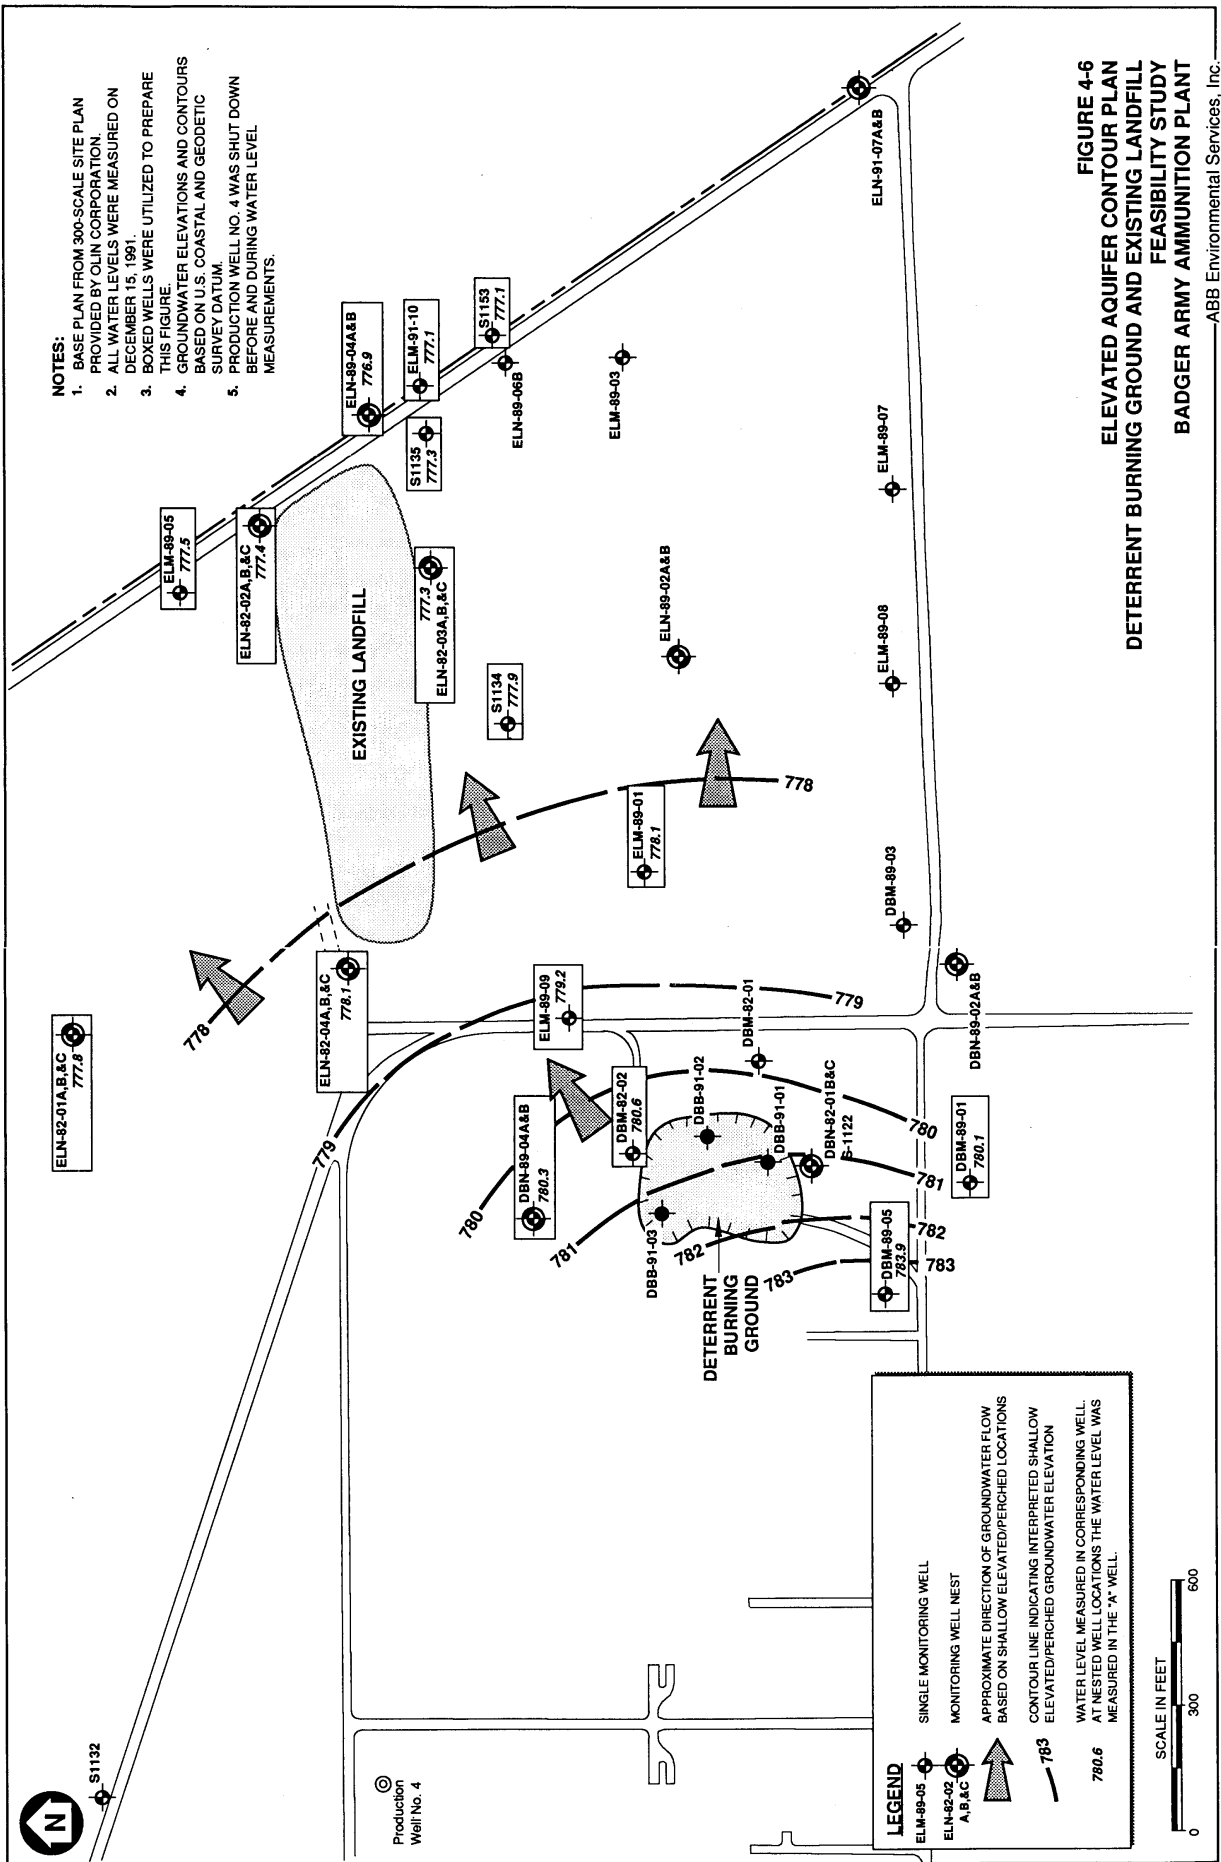 NOTES:
1. BASE PLAN FROM 300-SCALE SITE PLAN
PROVIDED BY OLIN CORPORATION.
2. ALL WATER LEVELS WERE MEASURED ON
DECEMBER 15, 1991.
3. BOXED WELLS WERE UTILIZED TO PREPARE
THIS FIGURE.
4. GROUNDWATER ELEVATIONS AND CONTOURS
BASED ON U.S. COASTAL AND GEODETIC
SURVEY DATUM.
5. PRODUCTION WELL NO. 4 WAS SHUT DOWN
BEFORE AND DURING WATER LEVEL
MEASUREMENTS.
N
S1132
Production
Well No. 4
ELN-82-01A,B,&C
777.8
ELM-89-05
777.5
ELN-82-02A,B,&C
777.4
ELN-89-04A&B
776.9
ELM-91-10
777.1
S1135
777.3
S1153
777.1
ELN-89-06B
ELM-89-03
EXISTING LANDFILL
777.3
ELN-82-03A,B,&C
S1134
777.9
ELN-82-04A,B,&C
778.1
778
778
779
779
ELM-89-09
779.2
ELM-89-01
778.1
ELN-89-02A&B
ELM-89-07
ELM-89-08
ELN-91-07A&B
DBM-89-03
DBN-89-02A&B
DBM-82-01
DBN-89-04A&B
780.3
DBM-82-02
780.6
DBB-91-02
DBB-91-01
DBN-82-01B&C
S-1122
DBB-91-03
780
780
781
781
782
782
783
783
DBM-89-01
780.1
DBM-89-05
783.9
DETERRENT
BURNING
GROUND
LEGEND
ELM-89-05
SINGLE MONITORING WELL
ELN-82-02
A,B,&C
MONITORING WELL NEST
APPROXIMATE DIRECTION OF GROUNDWATER FLOW
BASED ON SHALLOW ELEVATED/PERCHED LOCATIONS
783
CONTOUR LINE INDICATING INTERPRETED SHALLOW
ELEVATED/PERCHED GROUNDWATER ELEVATION
780.6
WATER LEVEL MEASURED IN CORRESPONDING WELL.
AT NESTED WELL LOCATIONS THE WATER LEVEL WAS
MEASURED IN THE "A" WELL.
SCALE IN FEET
0 300 600
FIGURE 4-6
ELEVATED AQUIFER CONTOUR PLAN
DETERRENT BURNING GROUND AND EXISTING LANDFILL
FEASIBILITY STUDY
BADGER ARMY AMMUNITION PLANT
ABB Environmental Services, Inc.